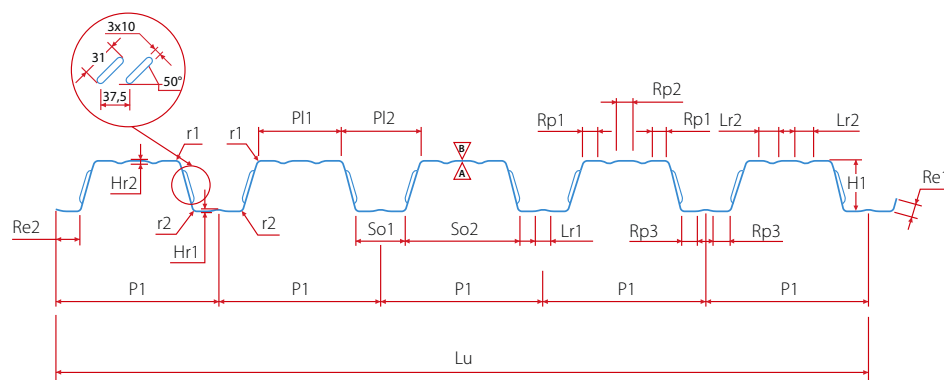 3x10
31
50°
37,5
r1
r1
Pl1
Pl2
B
A
Rp1
Rp2
Rp1
Lr2
Lr2
Hr2
H1
Re1
Re2
r2
Hr1
r2
So1
So2
Lr1
Rp3
Rp3
P1
P1
P1
P1
P1
Lu